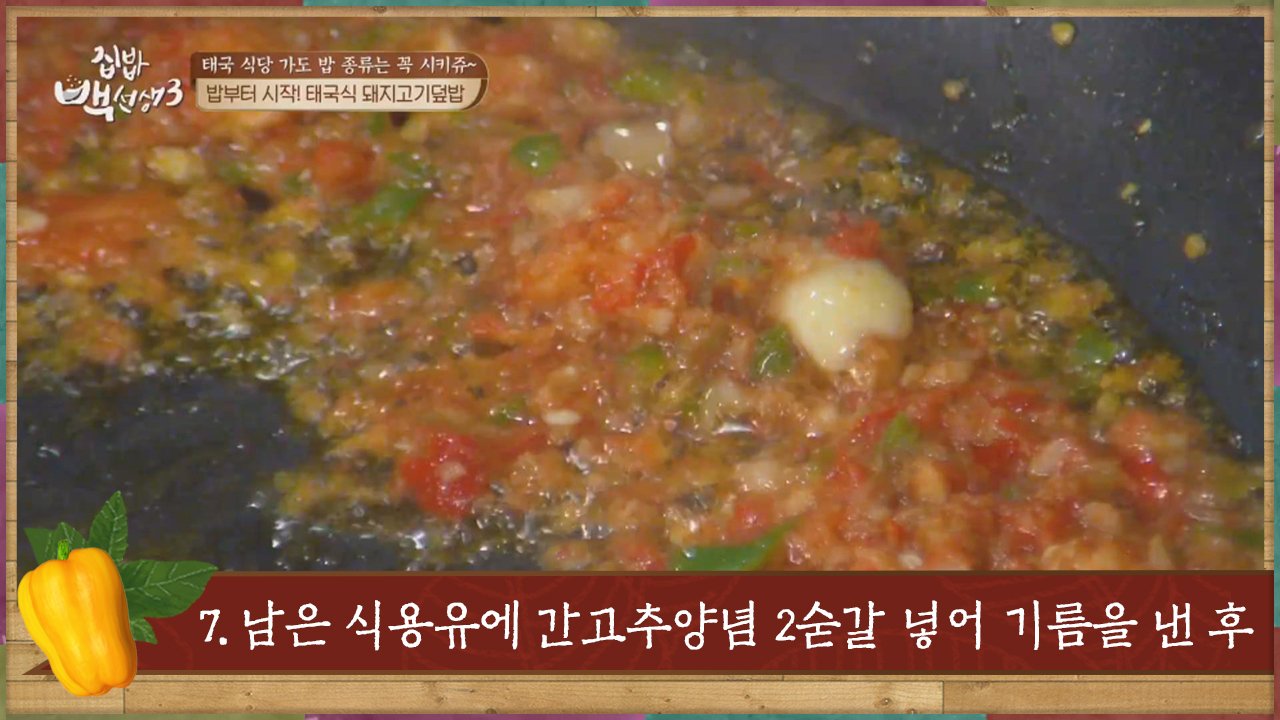 집밥
백선생3
태국 식당 가도 밥 종류는 꼭 시키쥬~
밥부터 시작! 태국식 돼지고기덮밥
7. 남은 식용유에 간고추양념 2숟갈 넣어 기름을 낸 후